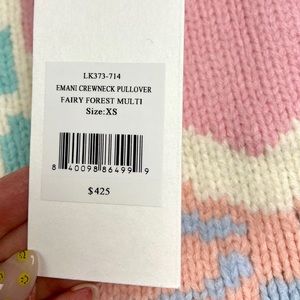 LK373-714
EMANI CREWNECK PULLOVER
FAIRY FOREST MULTI
Size:XS
8 40098 86499 9
$425